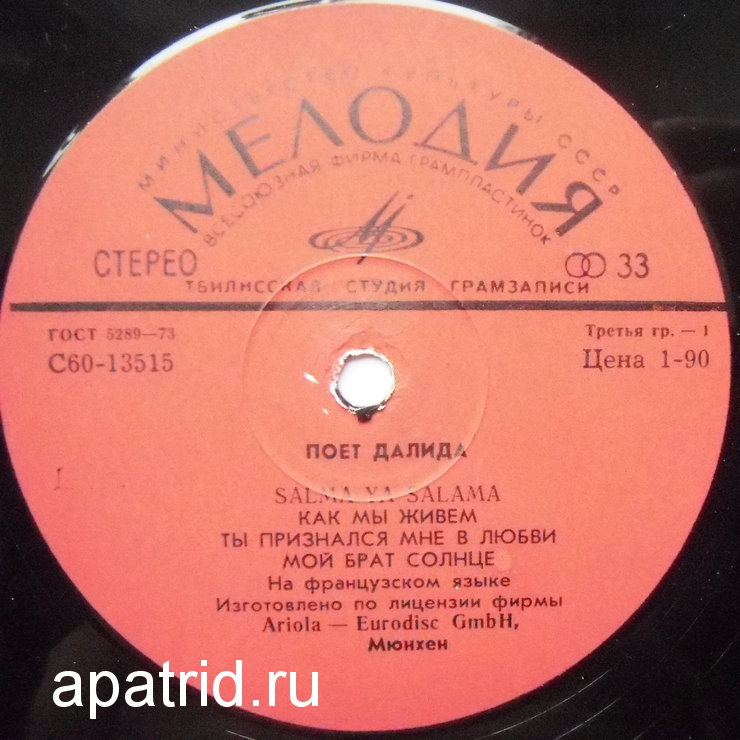 МИНИСТЕРСТВО КУЛЬТУРЫ СССР
МЕЛОДИЯ
ВСЕСОЮЗНАЯ ФИРМА ГРАМПЛАСТИНОК
СТЕРЕО
33
ТБИЛИССКАЯ СТУДИЯ ГРАМЗАПИСИ
ГОСТ 5289—73
Третья гр. — 1
С60-13515
Цена 1-90
ПОЕТ ДАЛИДА
SALMA YA SALAMA
КАК МЫ ЖИВЕМ
ТЫ ПРИЗНАЛСЯ МНЕ В ЛЮБВИ
МОЙ БРАТ СОЛНЦЕ
На французском языке
Изготовлено по лицензии фирмы
Ariola — Eurodisc GmbH,
Мюнхен
apatrid.ru